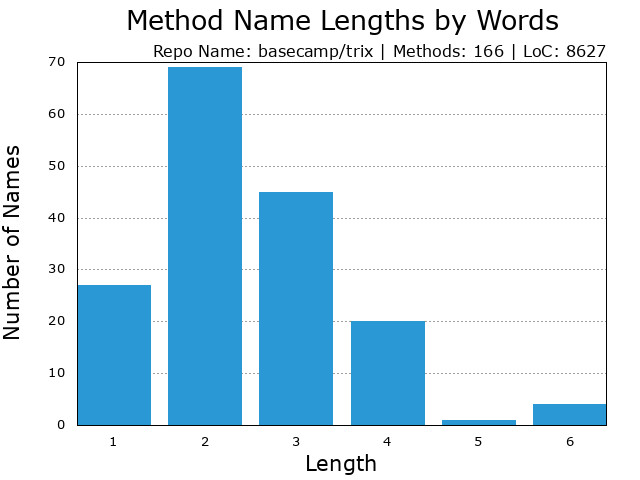 Method Name Lengths by Words
Repo Name: basecamp/trix | Methods: 166 | LoC: 8627
Number of Names
70
60
50
40
30
20
10
0
1 2 3 4 5 6
Length